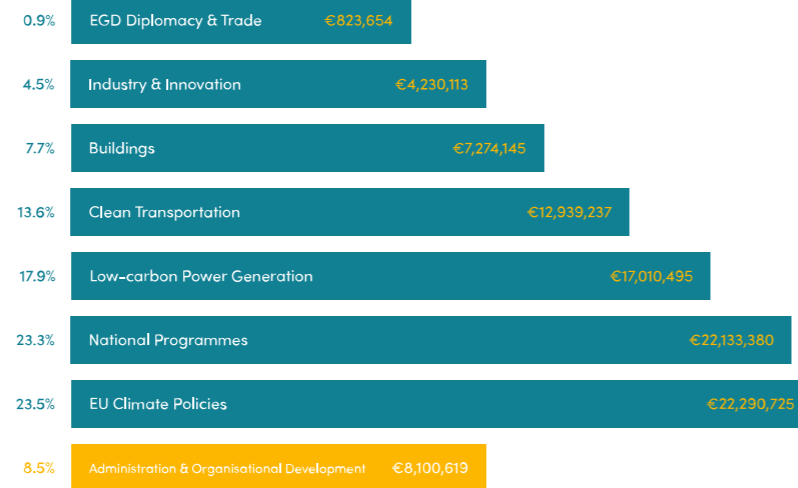 0.9% EGD Diplomacy & Trade €823,654
4.5% Industry & Innovation €4,230,113
7.7% Buildings €7,274,145
13.6% Clean Transportation €12,939,237
17.9% Low-carbon Power Generation €17,010,495
23.3% National Programmes €22,133,380
23.5% EU Climate Policies €22,290,725
8.5% Administration & Organisational Development €8,100,619